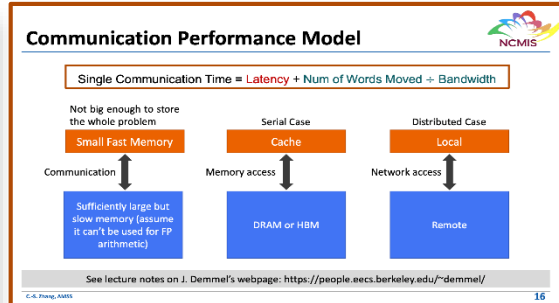 Communication Performance Model
NCMIS
Single Communication Time = Latency + Num of Words Moved ÷ Bandwidth
Not big enough to store
the whole problem
Small Fast Memory
Communication
Sufficiently large but
slow memory (assume
it can't be used for FP
arithmetic)
Serial Case
Cache
Memory access
DRAM or HBM
Distributed Case
Local
Network access
Remote
See lecture notes on J. Demmel's webpage: https://people.eecs.berkeley.edu/~demmel/
C.-S. Zhang, AMSS
16